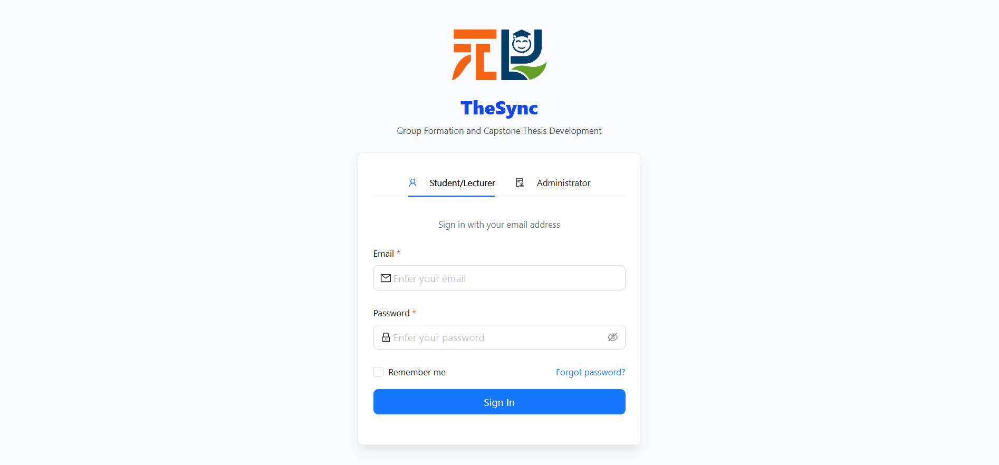 元
TheSync
Group Formation and Capstone Thesis Development
Student/Lecturer
Administrator
Sign in with your email address
Email *
Enter your email
Password *
Enter your password
Remember me
Forgot password?
Sign In